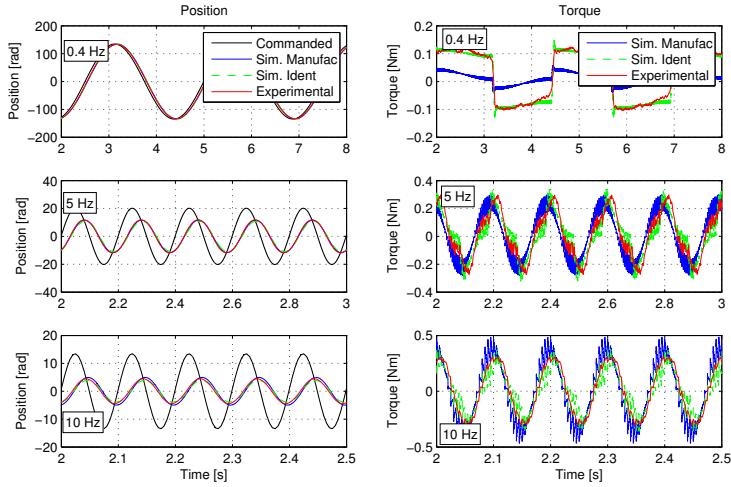 Position
Torque
Position [rad]
200
100
0
−100
−200
0.4 Hz
Commanded
Sim. Manufac
Sim. Ident
Experimental
2 3 4 5 6 7 8
Torque [Nm]
0.2
0.1
0
−0.1
−0.2
0.4 Hz
Sim. Manufac
Sim. Ident
Experimental
2 3 4 5 6 7 8
Position [rad]
40
20
0
−20
−40
5 Hz
2 2.2 2.4 2.6 2.8 3
Torque [Nm]
0.4
0.2
0
−0.2
−0.4
5 Hz
2 2.2 2.4 2.6 2.8 3
Position [rad]
20
10
0
−10
−20
10 Hz
2 2.1 2.2 2.3 2.4 2.5
Time [s]
Torque [Nm]
0.5
0
−0.5
10 Hz
2 2.1 2.2 2.3 2.4 2.5
Time [s]